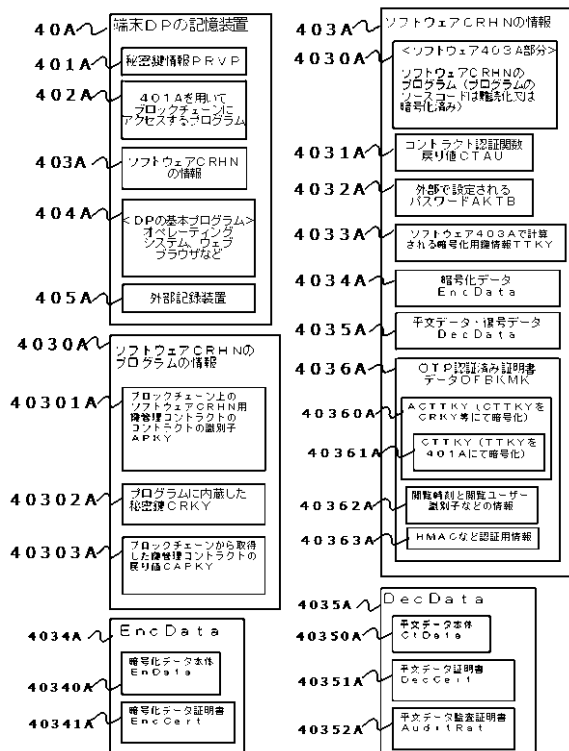 40A
端末DPの記憶装置
401A
秘密鍵情報PRVP
402A
401Aを用いて
ブロックチェーンに
アクセスするプログラム
403A
ソフトウェアCRHN
の情報
404A
<DPの基本プログラム>
オペレーティング
システム、ウェブ
ブラウザなど
405A
外部記録装置
4030A
ソフトウェアCRHNの
プログラムの情報
40301A
ブロックチェーン上の
ソフトウェアCRHN用
鍵管理コントラクトの
コントラクトの識別子
APKY
40302A
プログラムに内蔵した
秘密鍵CRKY
40303A
ブロックチェーンから取得
した鍵管理コントラクトの
戻り値CAPKY
4034A
EncData
40340A
暗号化データ本体
EnData
40341A
暗号化データ証明書
EncCert
403A
ソフトウェアCRHNの情報
4030A
<ソフトウェア403A部分>
ソフトウェアCRHNの
プログラム(プログラムの
ソースコードは難読化又は
暗号化済み)
4031A
コントラクト認証関数
戻り値CTAU
4032A
外部で設定される
パスワードAKTB
4033A
ソフトウェア403Aで計算
される暗号化用鍵情報TTKY
4034A
暗号化データ
EncData
4035A
平文データ・復号データ
DecData
4036A
OTP認証済み証明書
データOFBKMK
40360A
ACTTKY(CTTKYを
CRKY等にて暗号化)
40361A
CTTKY(TTKYを
401Aにて暗号化)
40362A
閲覧時刻と閲覧ユーザー
識別子などの情報
40363A
HMACなど認証用情報
4035A
DecData
40350A
平文データ本体
CtData
40351A
平文データ証明書
DecCert
40352A
平文データ監査証明書
AuditRat